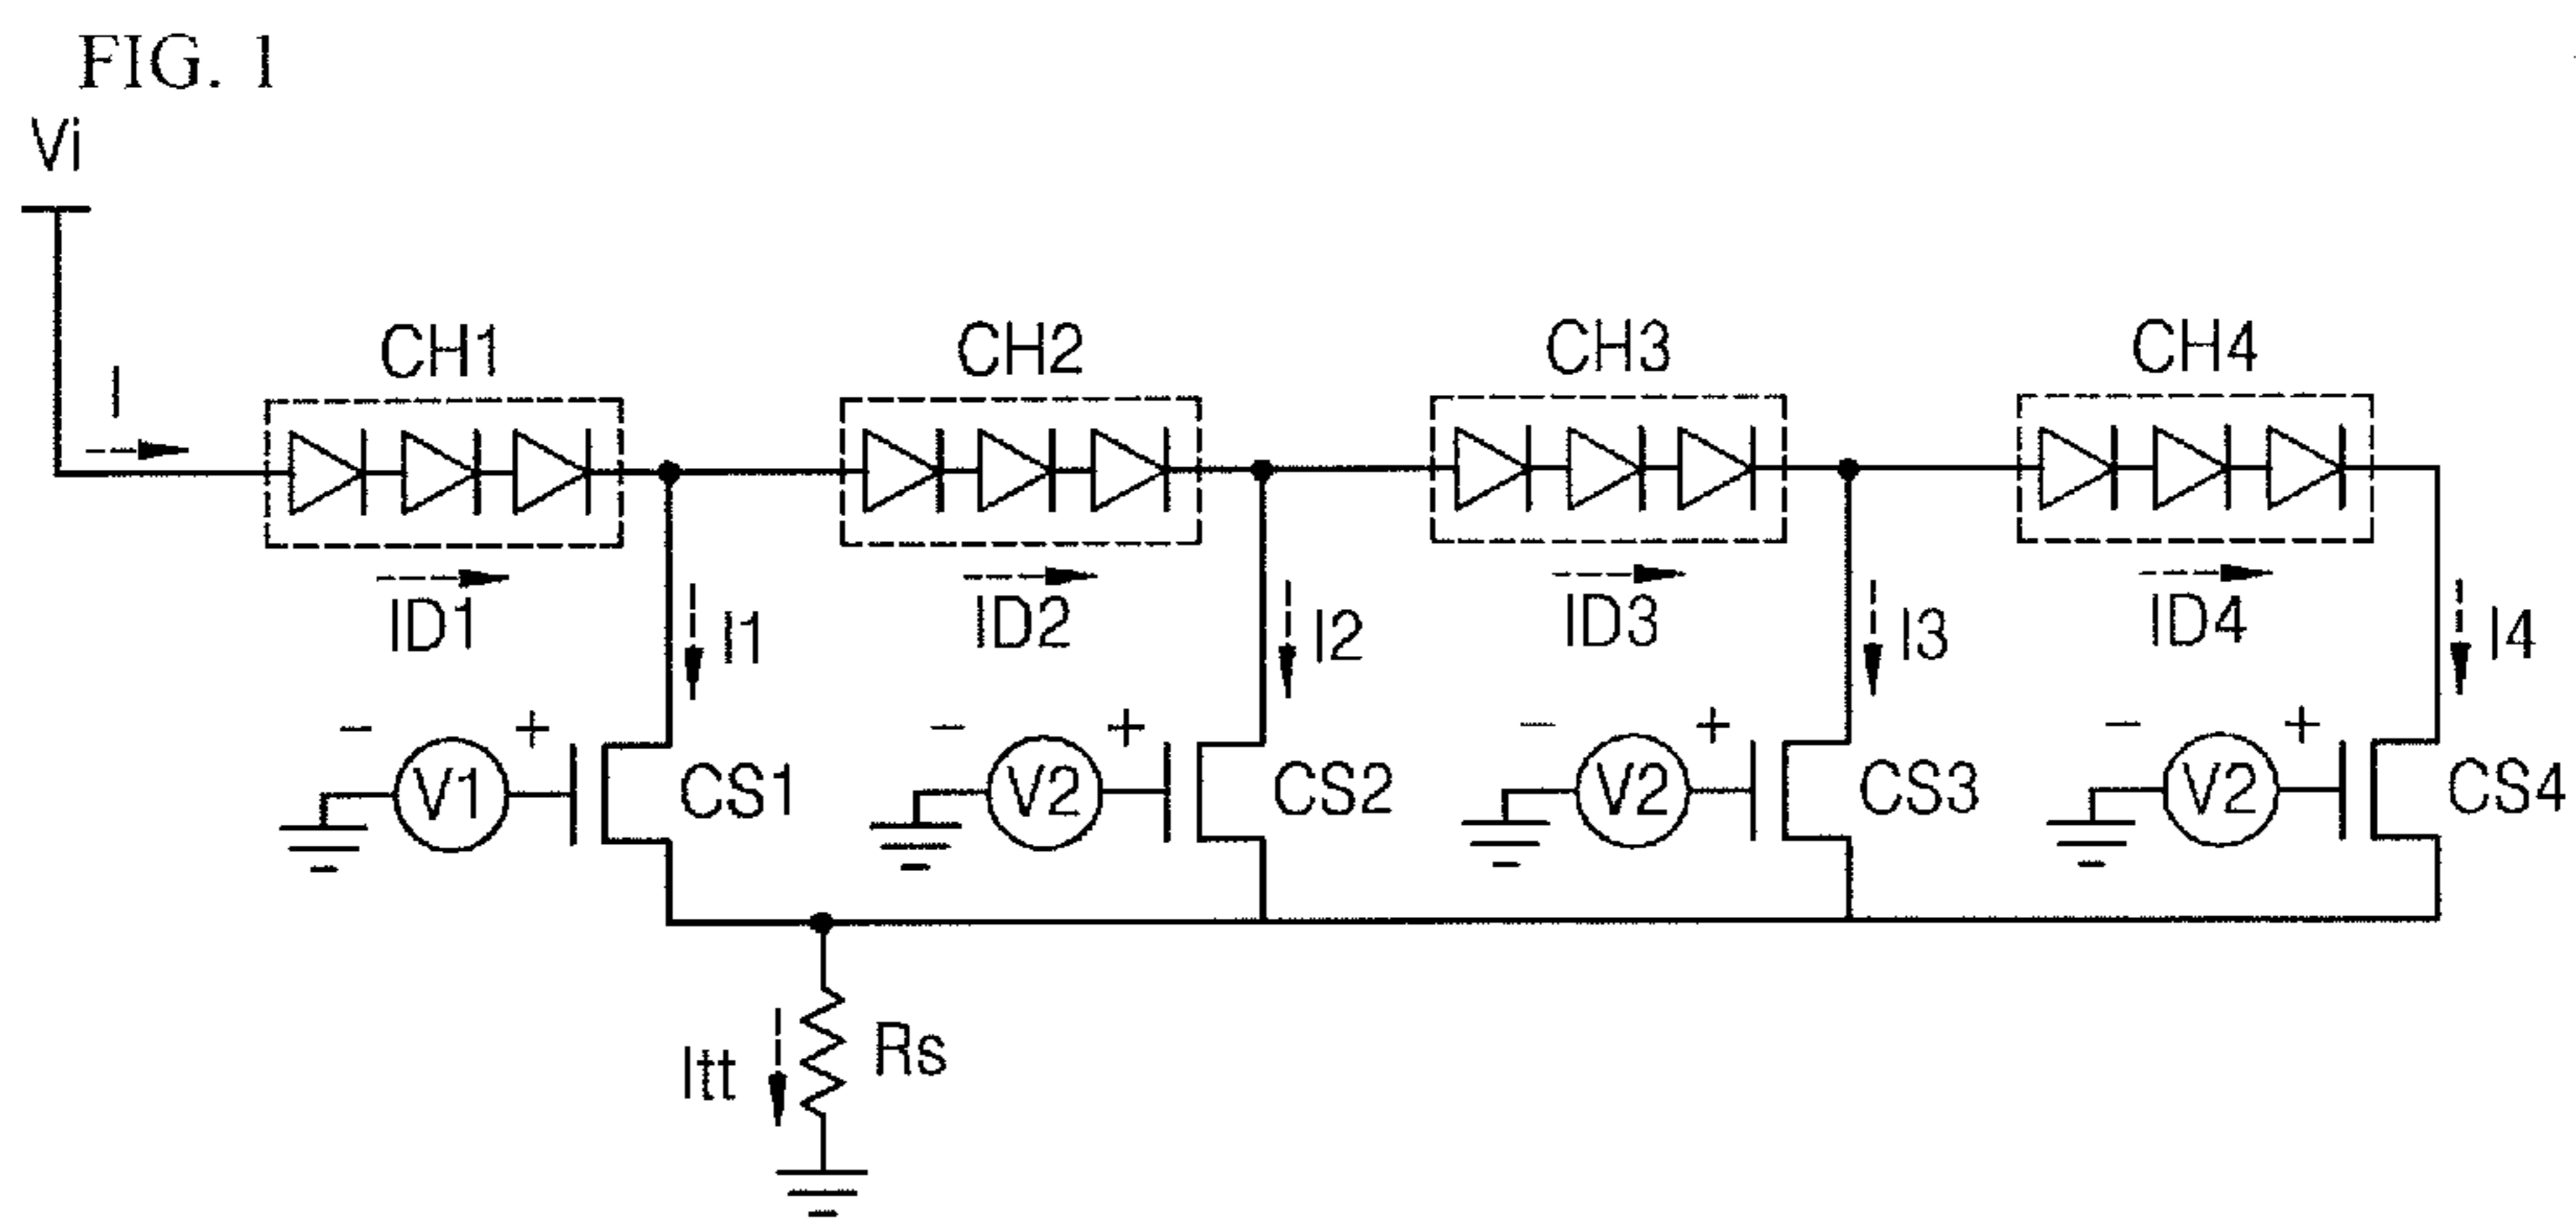 FIG. 1
Vi
I
CH1 CH2 CH3 CH4
ID1 I1 ID2 I2 ID3 I3 ID4 I4
- + - + - + - +
V1 CS1 V2 CS2 V2 CS3 V2 CS4
Itt Rs